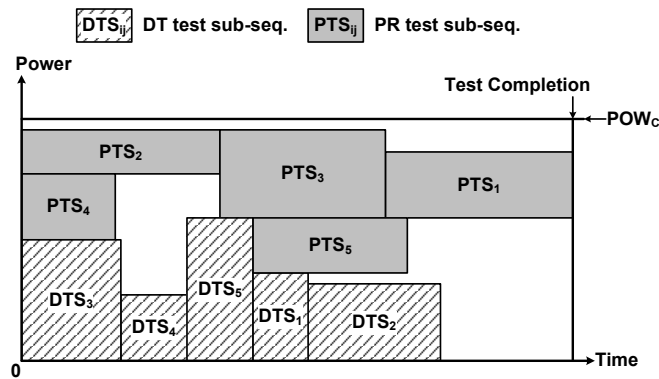 DTSij DT test sub-seq. PTSij PR test sub-seq.
Power
Test Completion
POWC
PTS2
PTS3
PTS1
PTS4
PTS5
DTS3
DTS5
DTS4
DTS1
DTS2
0
Time